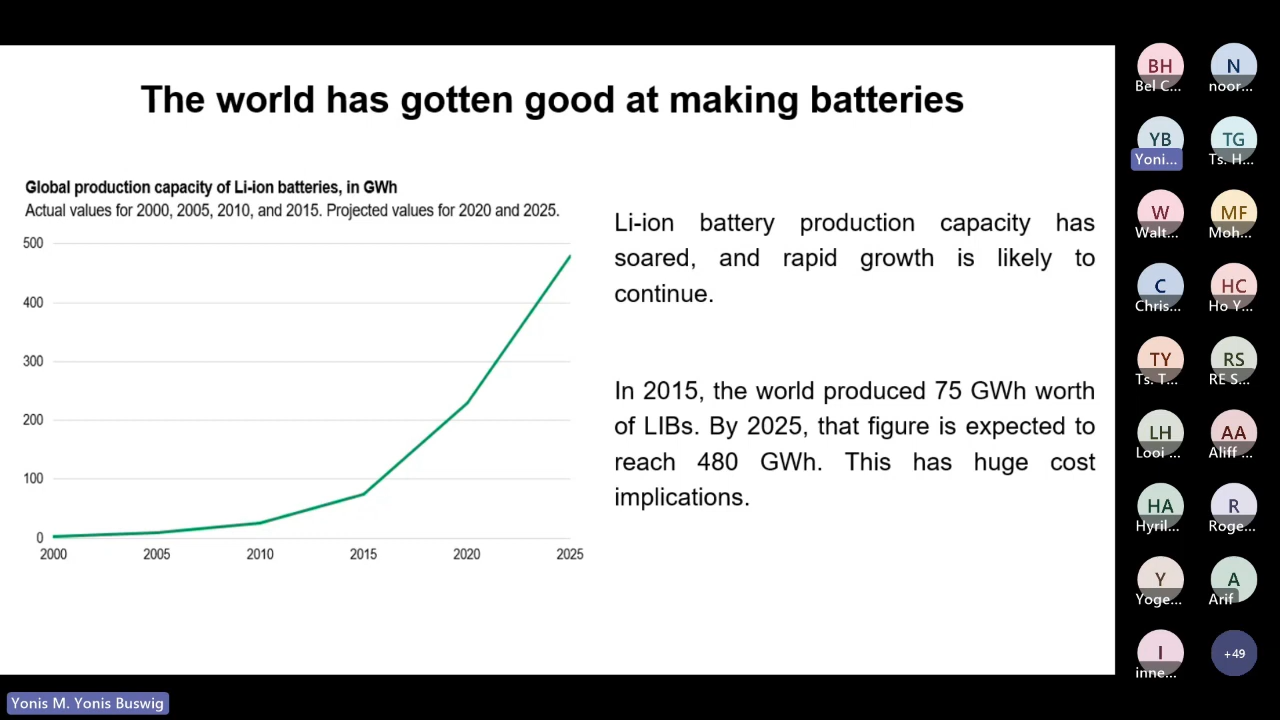 The world has gotten good at making batteries
Global production capacity of Li-ion batteries, in GWh
Actual values for 2000, 2005, 2010, and 2015. Projected values for 2020 and 2025.
500
400
300
200
100
0
2000 2005 2010 2015 2020 2025
Li-ion battery production capacity has
soared, and rapid growth is likely to
continue.
In 2015, the world produced 75 GWh worth
of LIBs. By 2025, that figure is expected to
reach 480 GWh. This has huge cost
implications.
BH N
Bel C... noor...
YB TG
Yoni... Ts. H...
W MF
Walt... Moh...
C HC
Chris... Ho Y...
TY RS
Ts. T... RE S...
LH AA
Looi ... Aliff ...
HA R
Hyril... Roge...
Y A
Yoge... Arif
I +49
inne...
Yonis M. Yonis Buswig